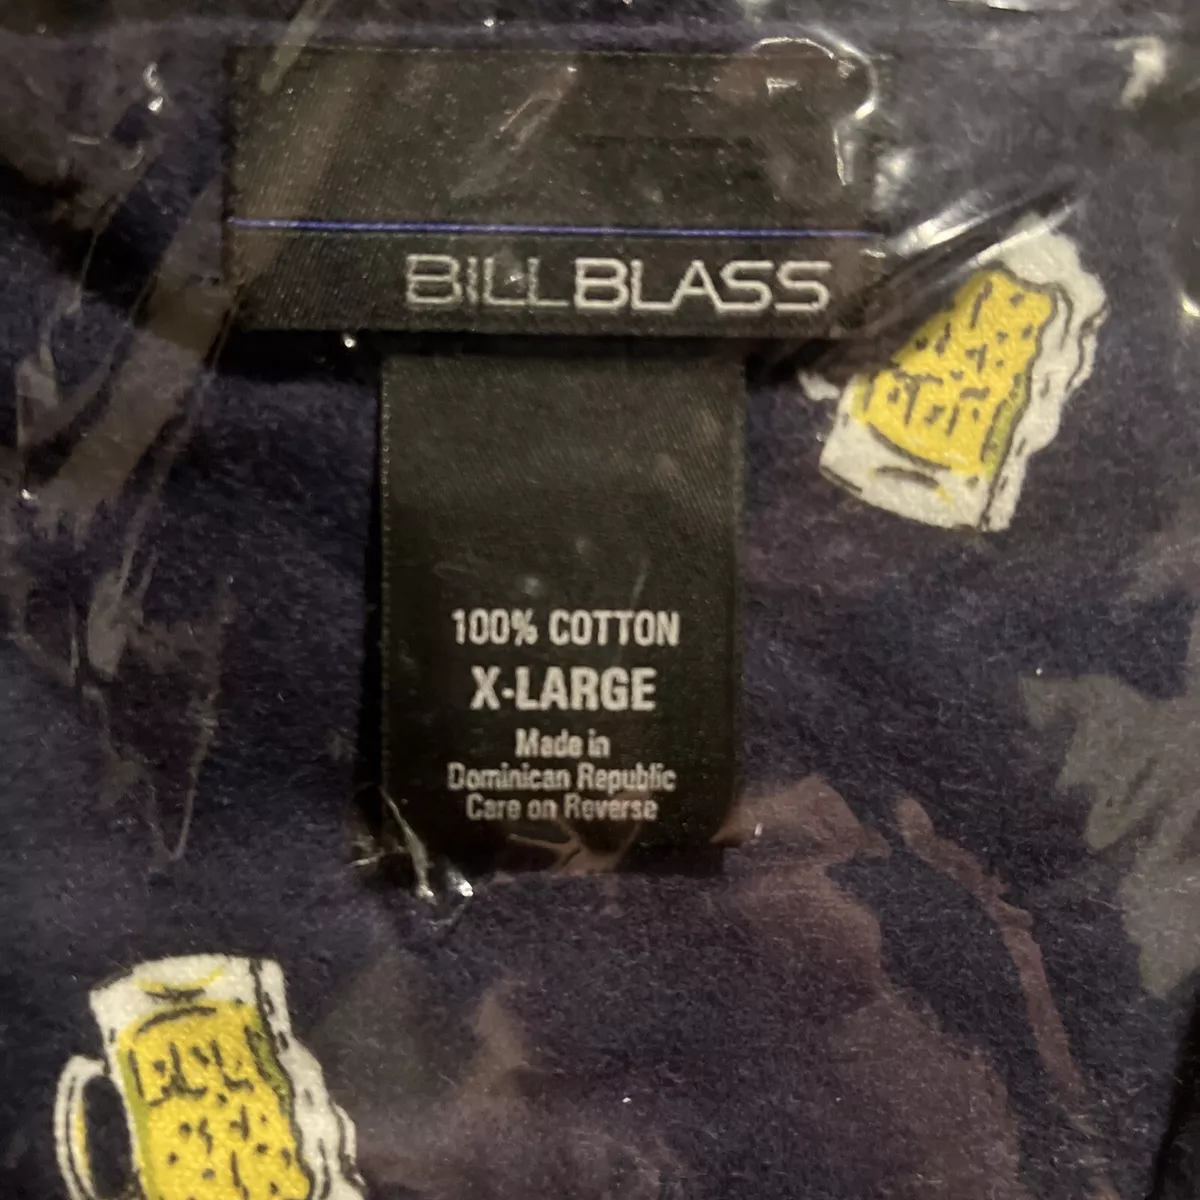 BILLBLASS
100% COTTON
X-LARGE
Made in
Dominican Republic
Care on Reverse